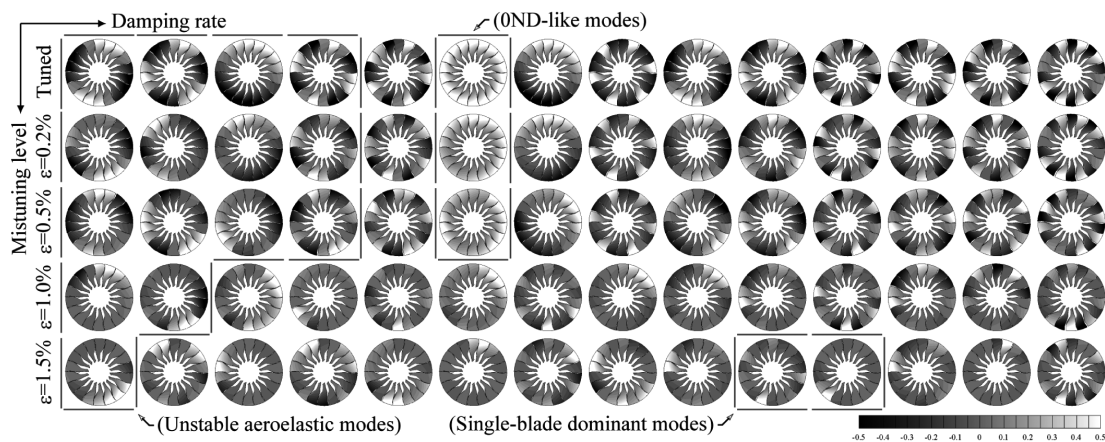 Damping rate
(0ND-like modes)
Mistuning level
Tuned
ε=0.2%
ε=0.5%
ε=1.0%
ε=1.5%
(Unstable aeroelastic modes)
(Single-blade dominant modes)
-0.5 -0.4 -0.3 -0.2 -0.1 0 0.1 0.2 0.3 0.4 0.5